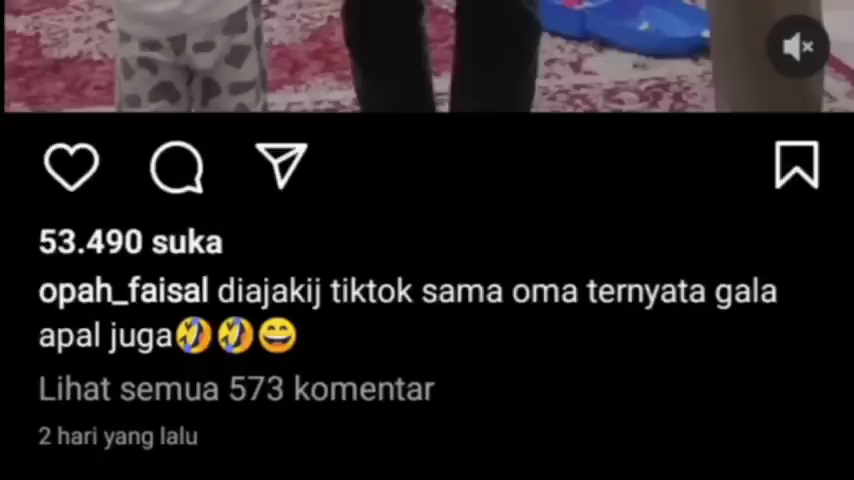 53.490 suka
opah_faisal diajakij tiktok sama oma ternyata gala
apal juga🤣🤣😄
Lihat semua 573 komentar
2 hari yang lalu